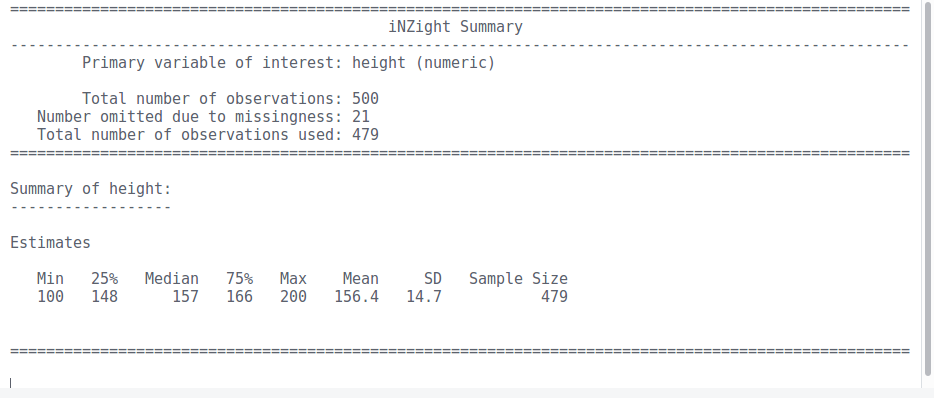 ====================================================================================================
                                          iNZight Summary
----------------------------------------------------------------------------------------------------
        Primary variable of interest: height (numeric)
        Total number of observations: 500
   Number omitted due to missingness: 21
   Total number of observations used: 479
====================================================================================================
Summary of height:
------------------
Estimates
   Min   25%   Median   75%   Max    Mean     SD   Sample Size
   100   148      157   166   200   156.4   14.7           479
====================================================================================================